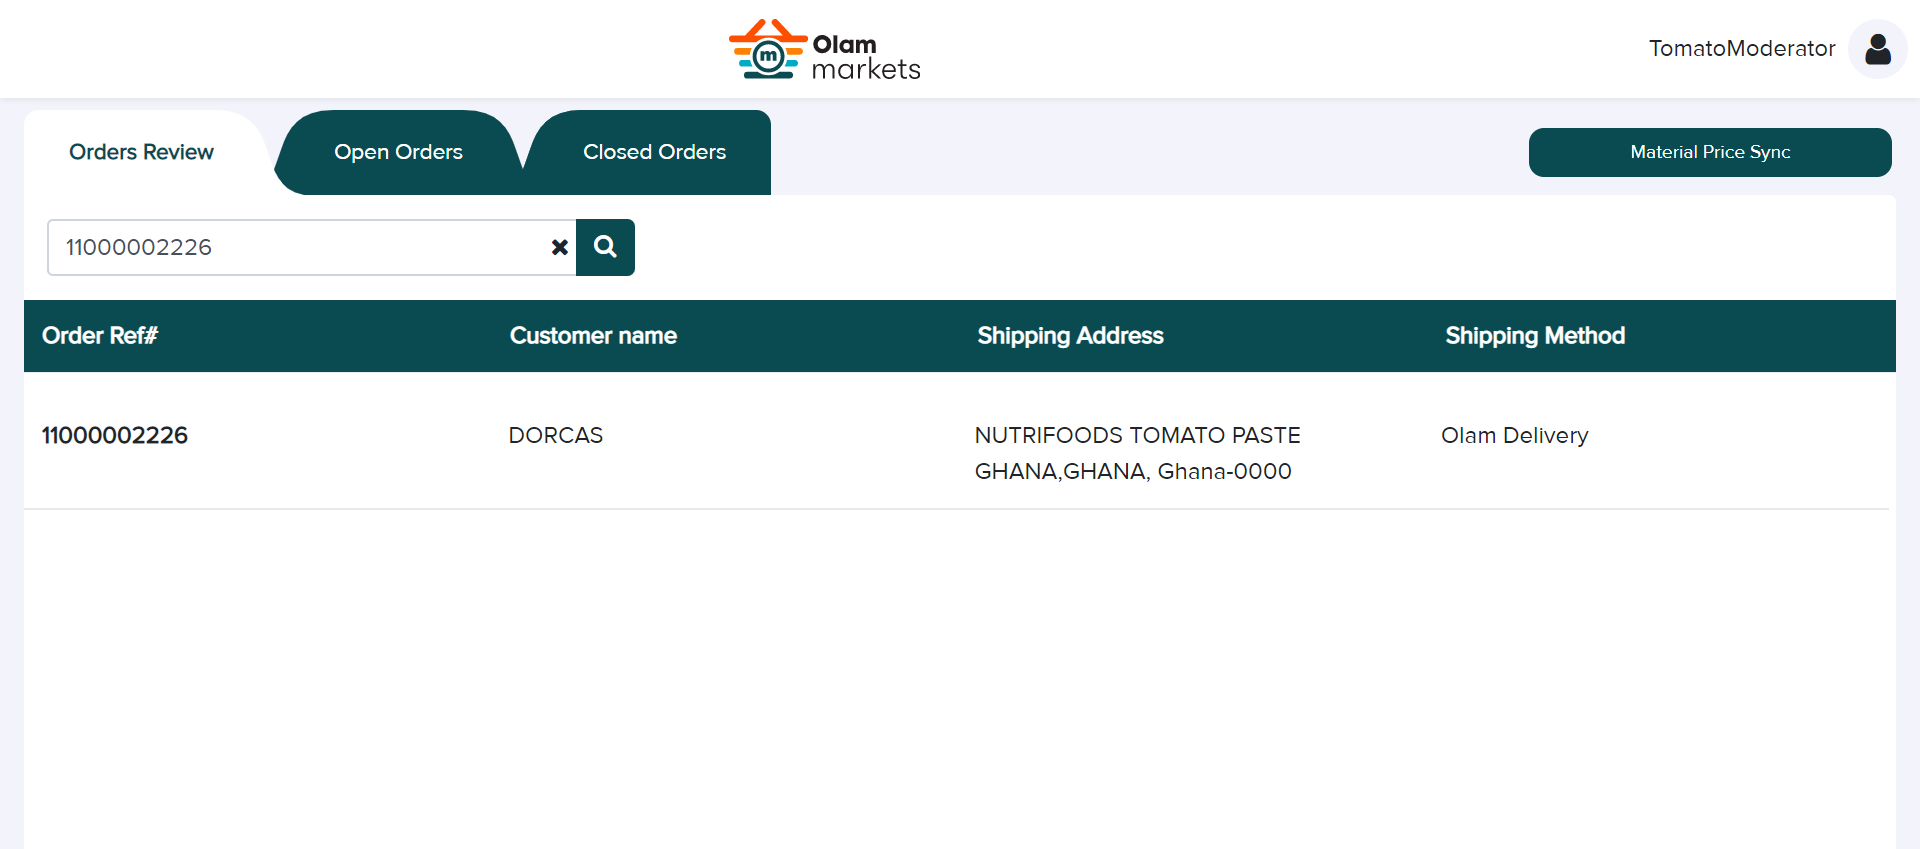 m
Olam
markets
TomatoModerator
Orders Review
Open Orders
Closed Orders
Material Price Sync
11000002226
Order Ref#
Customer name
Shipping Address
Shipping Method
11000002226
DORCAS
NUTRIFOODS TOMATO PASTE
GHANA,GHANA, Ghana-0000
Olam Delivery